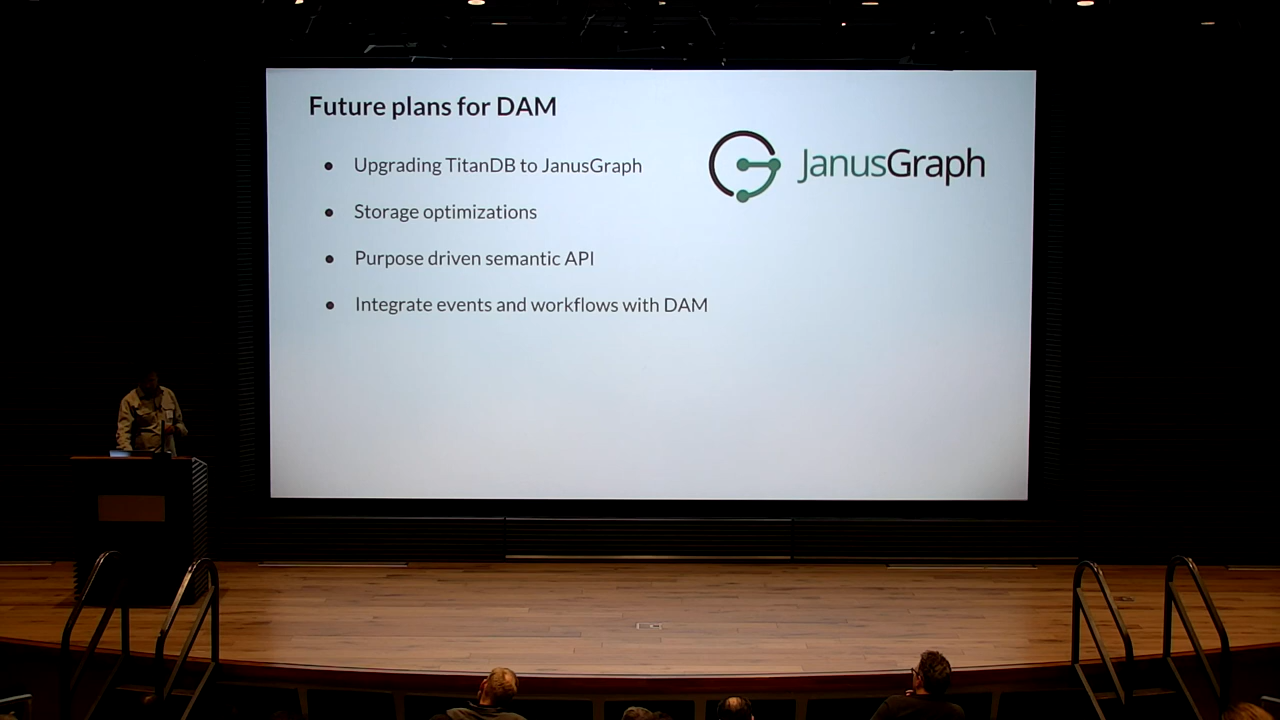 Future plans for DAM
JanusGraph
● Upgrading TitanDB to JanusGraph
● Storage optimizations
● Purpose driven semantic API
● Integrate events and workflows with DAM